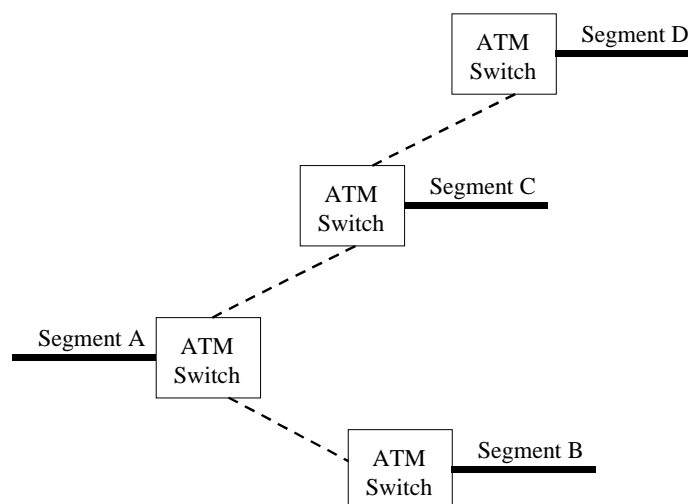 ATM
Switch
Segment D
ATM
Switch
Segment C
Segment A
ATM
Switch
ATM
Switch
Segment B